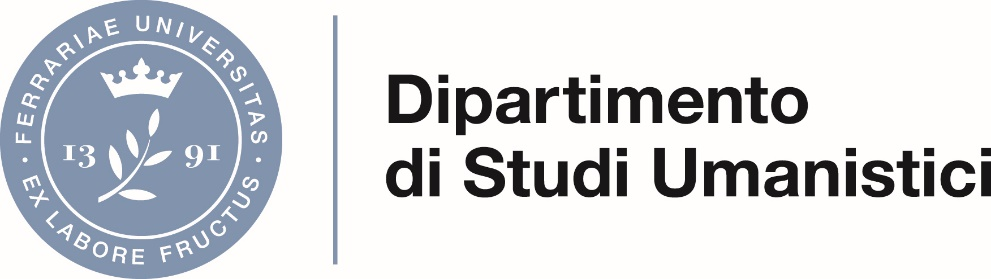 FERRARIAE UNIVERSITAS
13 91
EX LABORE FRUCTUS
Dipartimento
di Studi Umanistici